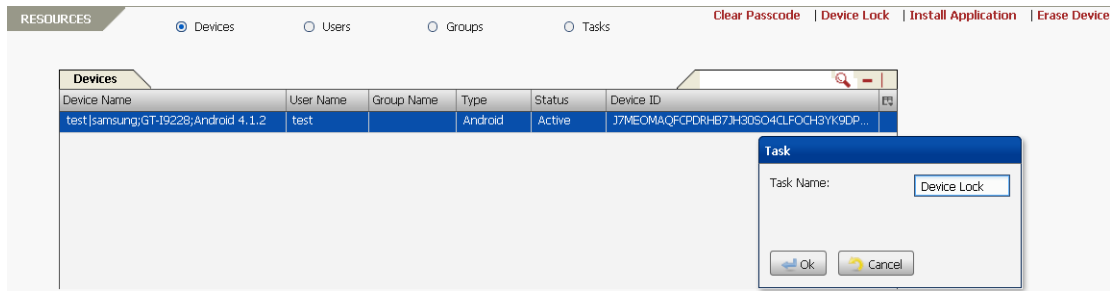 RESOURCES
Devices Users Groups Tasks
Clear Passcode | Device Lock | Install Application | Erase Device
Devices
Device Name User Name Group Name Type Status Device ID
test|samsung;GT-I9228;Android 4.1.2 test Android Active J7MEOMAQFCPDRHB7JH30SO4CLFOCH3YK9DP...
Task
Task Name: Device Lock
Ok Cancel